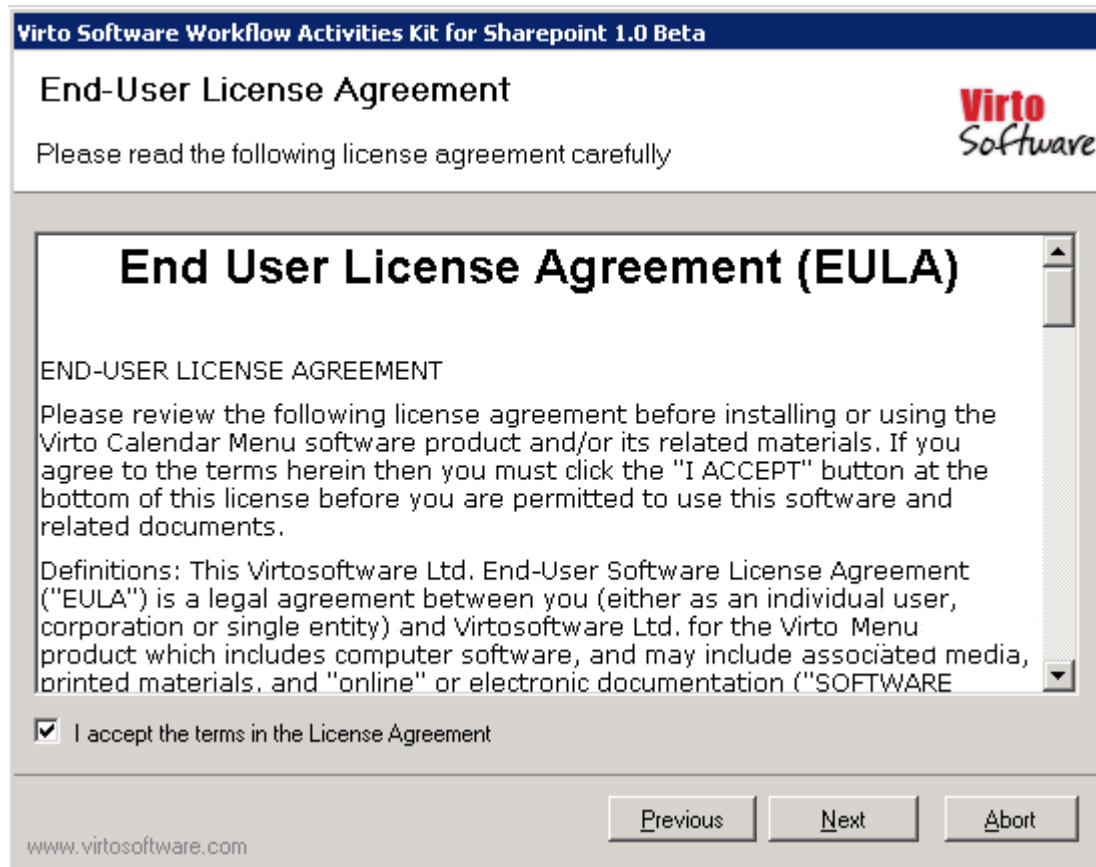 Virto Software Workflow Activities Kit for Sharepoint 1.0 Beta
End-User License Agreement
Please read the following license agreement carefully
Virto
Software
End User License Agreement (EULA)
END-USER LICENSE AGREEMENT
Please review the following license agreement before installing or using the
Virto Calendar Menu software product and/or its related materials. If you
agree to the terms herein then you must click the "I ACCEPT" button at the
bottom of this license before you are permitted to use this software and
related documents.
Definitions: This Virtosoftware Ltd. End-User Software License Agreement
("EULA") is a legal agreement between you (either as an individual user,
corporation or single entity) and Virtosoftware Ltd. for the Virto Menu
product which includes computer software, and may include associated media,
printed materials, and "online" or electronic documentation ("SOFTWARE
I accept the terms in the License Agreement
Previous
Next
Abort
www.virtosoftware.com